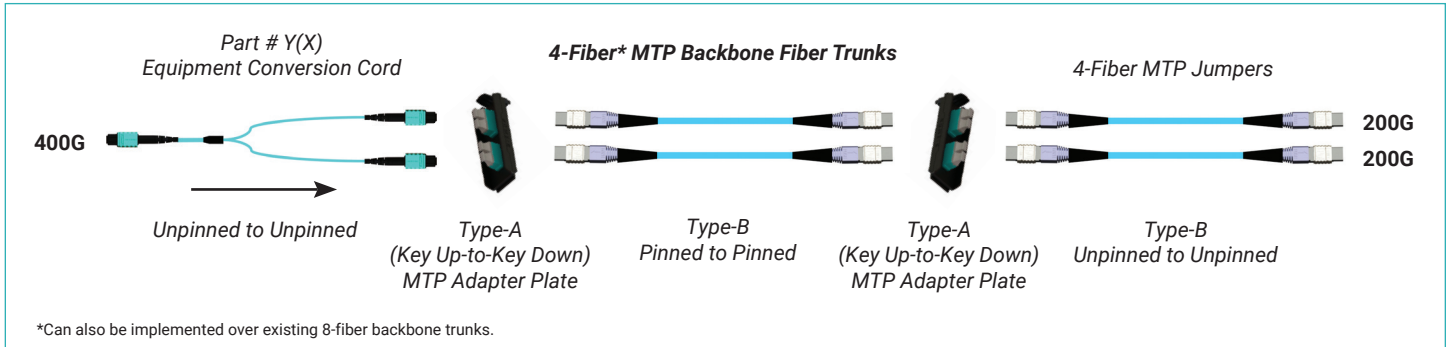 Part # Y(X)
Equipment Conversion Cord
4-Fiber* MTP Backbone Fiber Trunks
4-Fiber MTP Jumpers
400G
200G
200G
Unpinned to Unpinned
Type-A
(Key Up-to-Key Down)
MTP Adapter Plate
Type-B
Pinned to Pinned
Type-A
(Key Up-to-Key Down)
MTP Adapter Plate
Type-B
Unpinned to Unpinned
*Can also be implemented over existing 8-fiber backbone trunks.